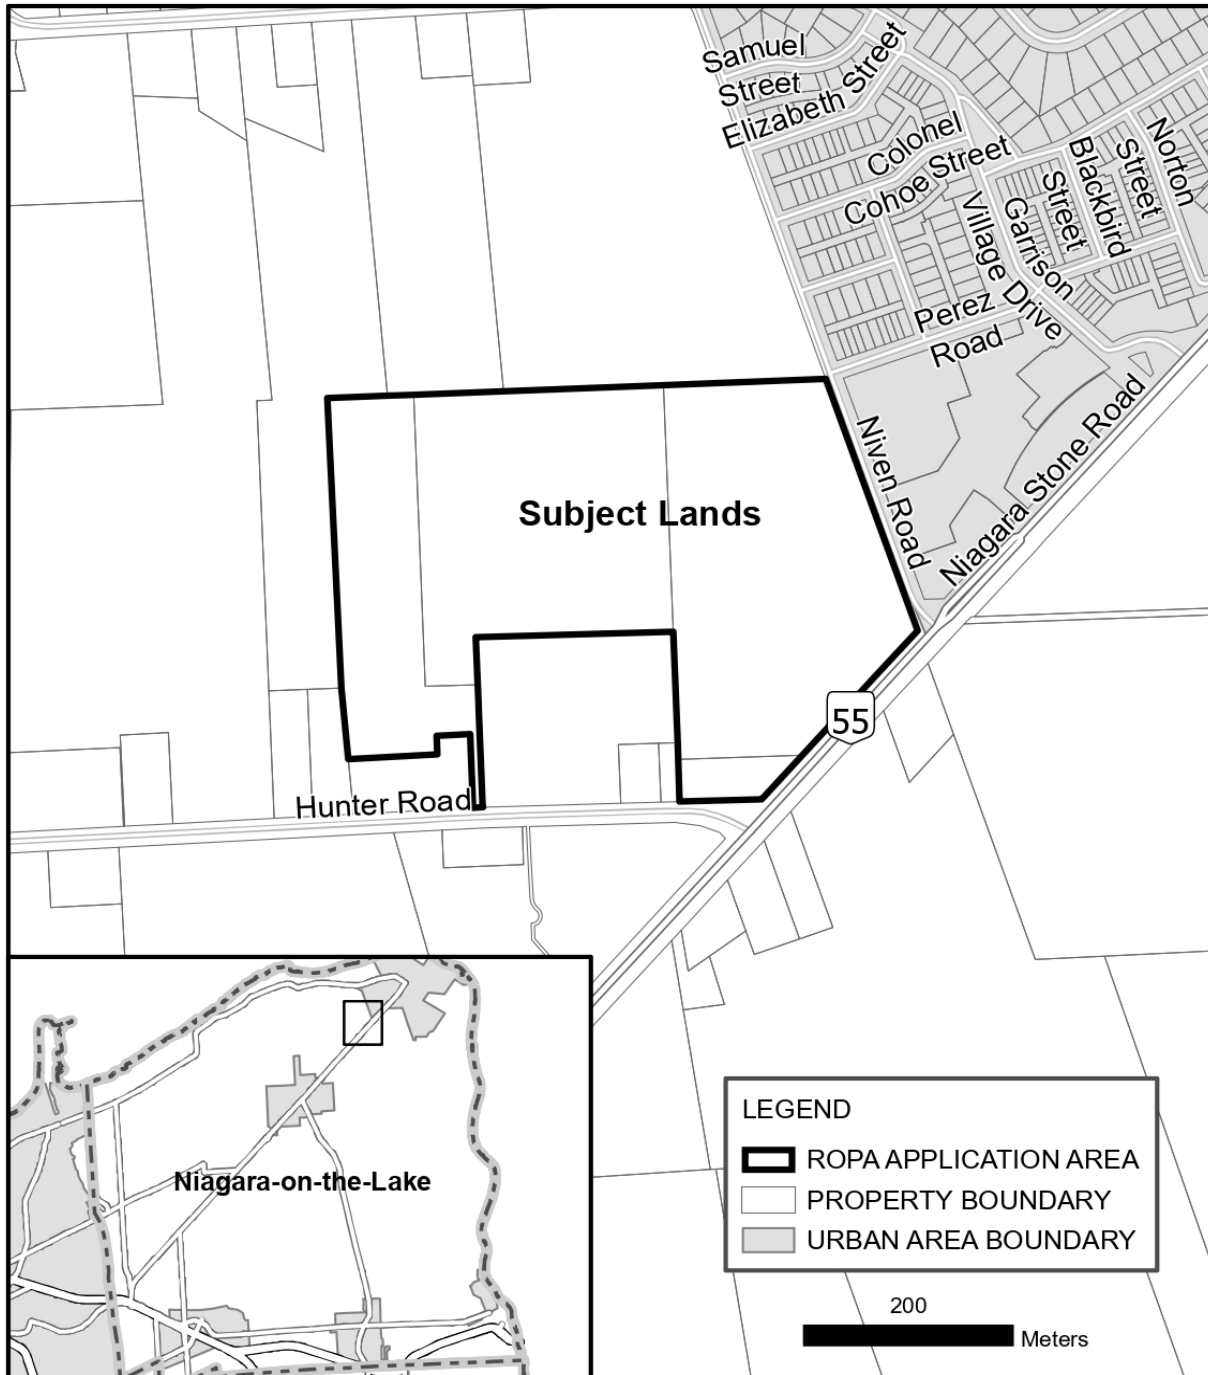 Samuel
Street
Elizabeth Street
Colonel
Cohoe Street
Norton
Street
Blackbird
Street
Garrison
Village Drive
Perez
Road
Niven Road
Niagara Stone Road
Subject Lands
55
Hunter Road
Niagara-on-the-Lake
LEGEND
ROPA APPLICATION AREA
PROPERTY BOUNDARY
URBAN AREA BOUNDARY
200
Meters